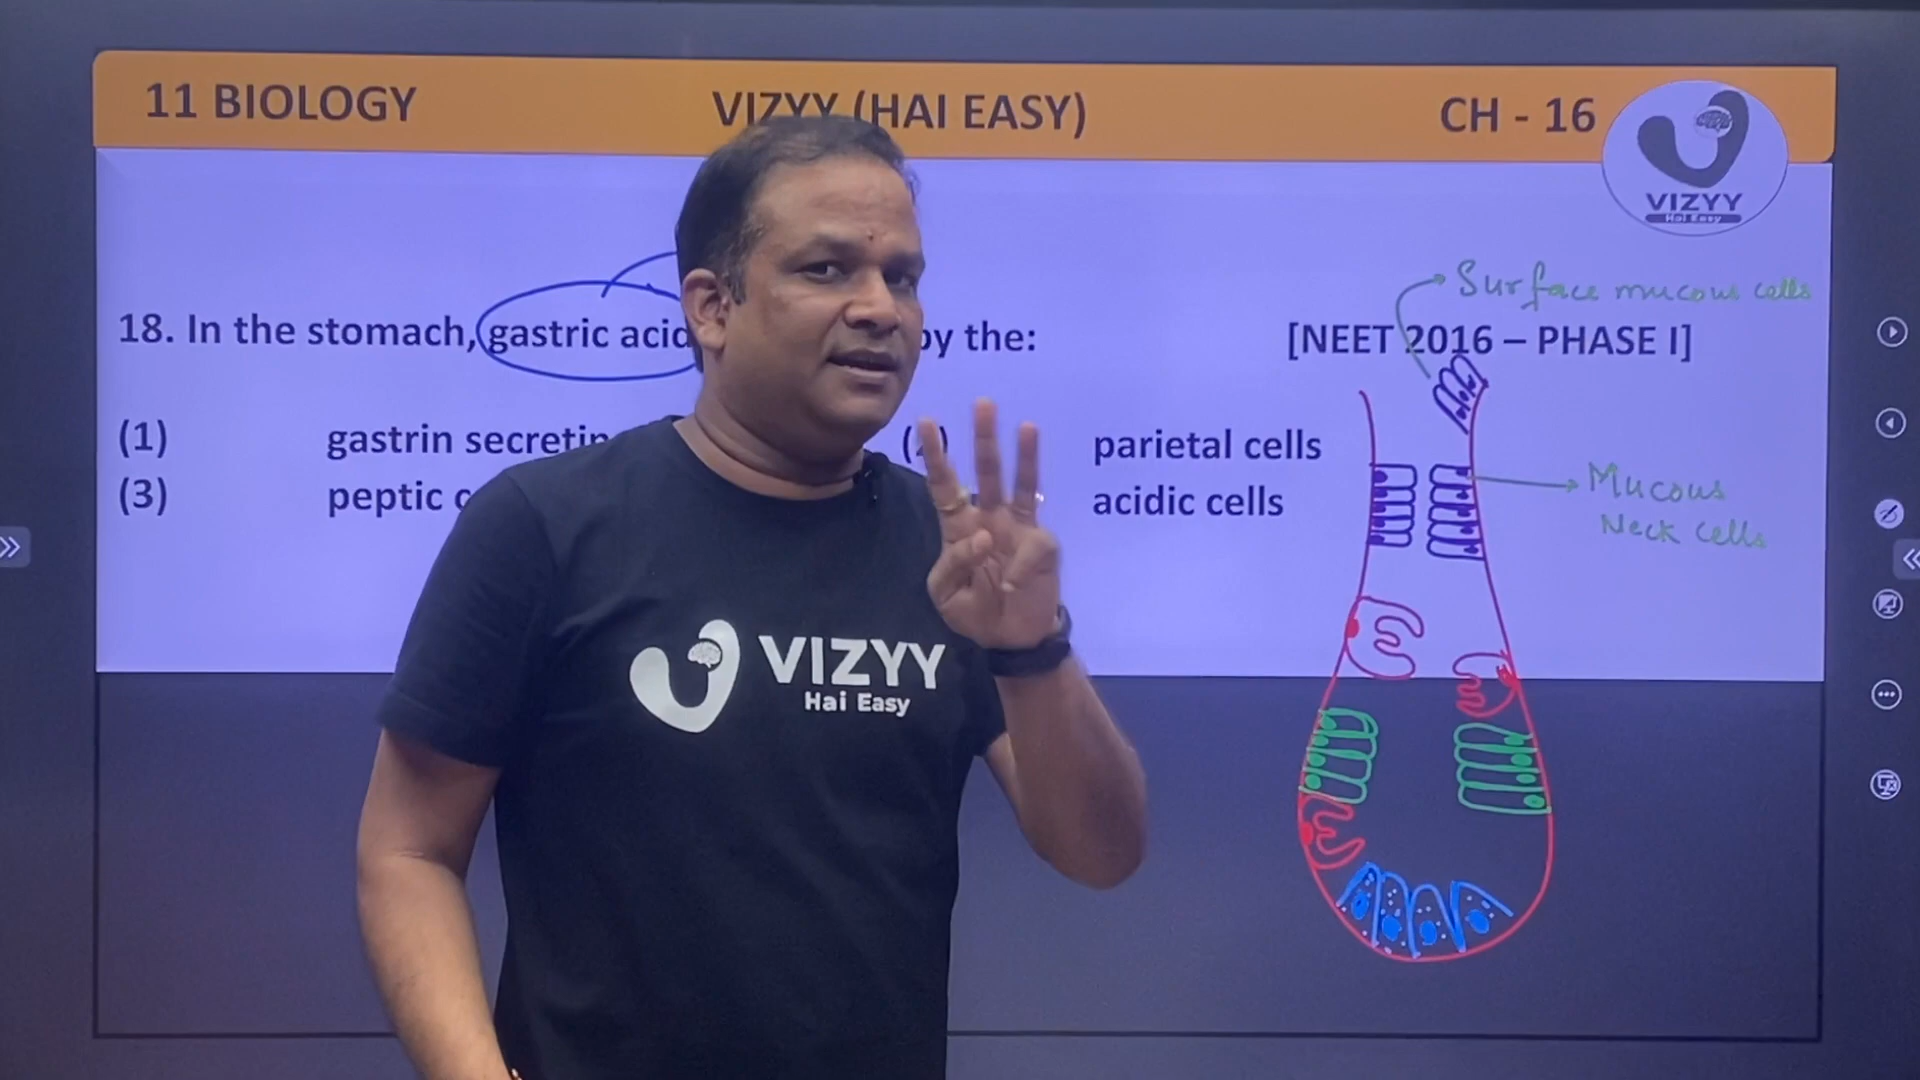 11 BIOLOGY VIZYY (HAI EASY) CH - 16
VIZYY
Hai Easy
Surface mucous cells
18. In the stomach, gastric acid by the: [NEET 2016 – PHASE I]
(1) gastrin parietal cells
(3) peptic acidic cells
Mucous
Neck cells
VIZYY
Hai Easy